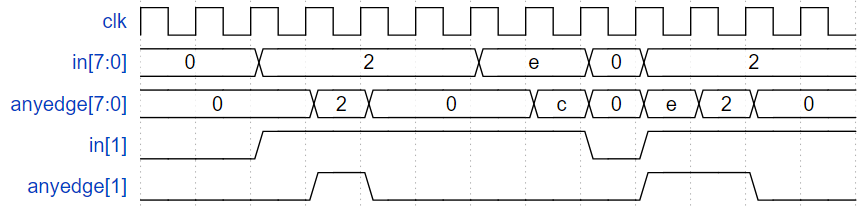 clk
in[7:0] 0 2 e 0 2
anyedge[7:0] 0 2 0 c 0 e 2 0
in[1]
anyedge[1]